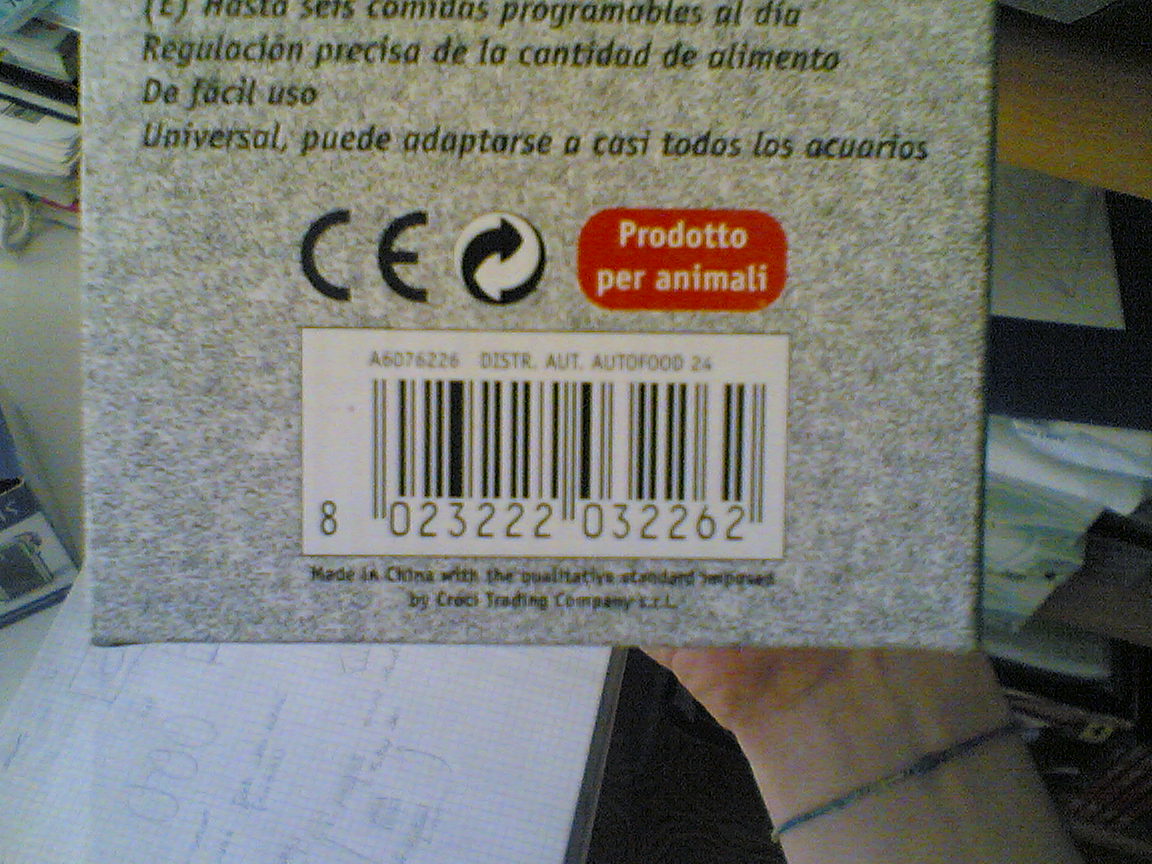 (E) Hasta seis comidas programables al día
Regulación precisa de la cantidad de alimento
De fácil uso
Universal, puede adaptarse a casi todos los acuarios
CE
Prodotto
per animali
A6076226 DISTR. AUT. AUTOFOOD 24
8 023222 032262
Made in China with the qualitative standard imposed
by Croci Trading Company s.r.l.